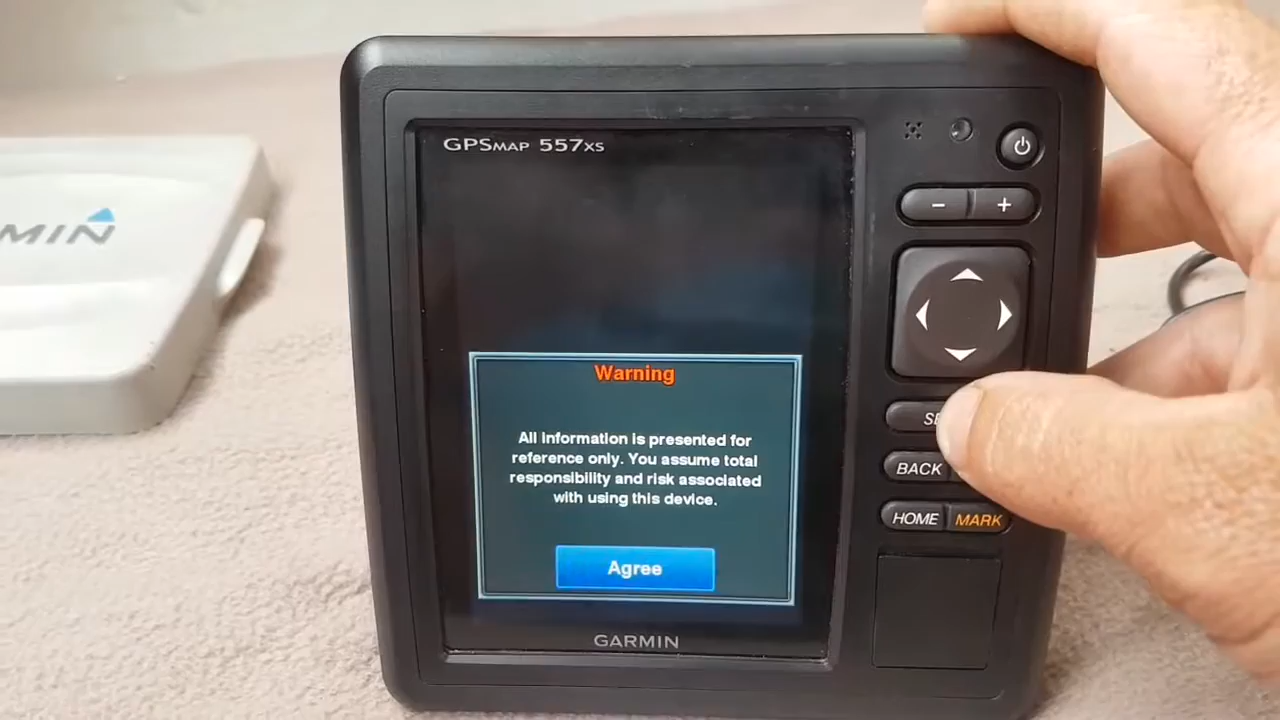 GPSMAP 557XS
Warning
All information is presented for
reference only. You assume total
responsibility and risk associated
with using this device.
Agree
GARMIN
− +
BACK
HOME MARK